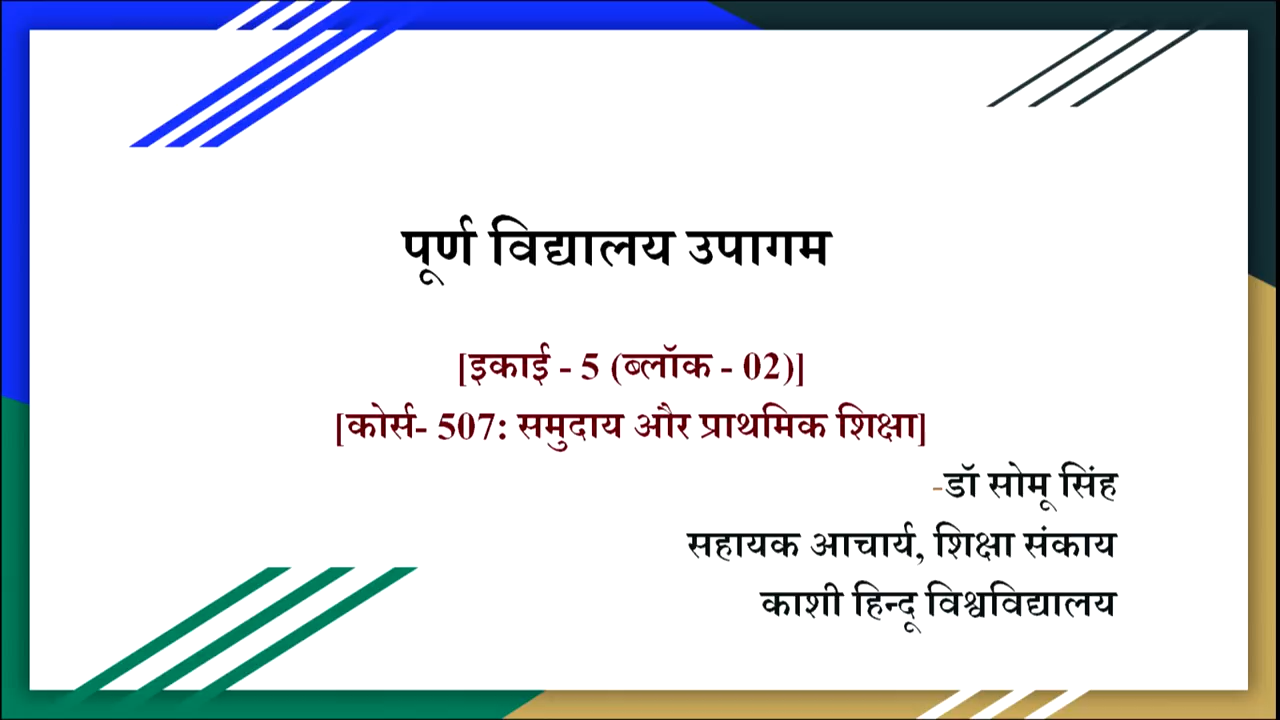 पूर्ण विद्यालय उपागम
[इकाई - 5 (ब्लॉक - 02)]
[कोर्स- 507: समुदाय और प्राथमिक शिक्षा]
-डॉ सोमू सिंह
सहायक आचार्य, शिक्षा संकाय
काशी हिन्दू विश्वविद्यालय